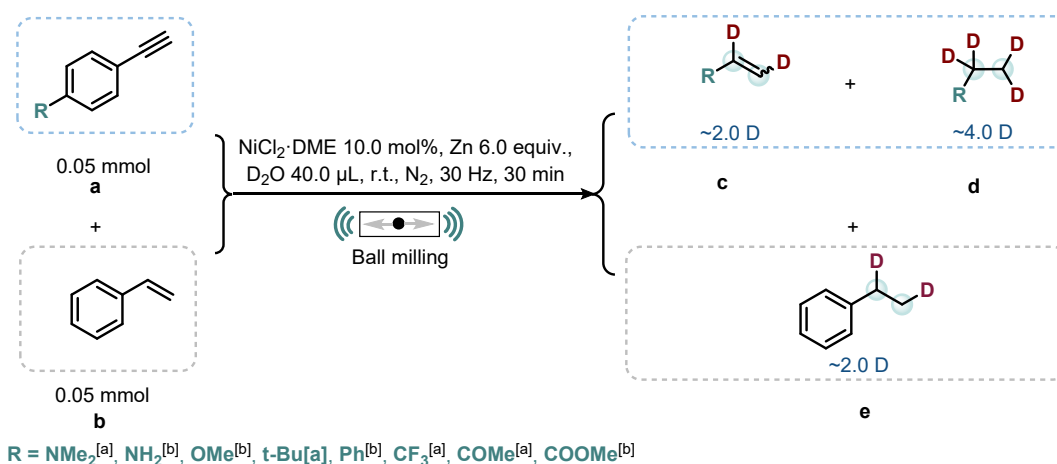 R
0.05 mmol
a
+
0.05 mmol
b
NiCl₂·DME 10.0 mol%, Zn 6.0 equiv.,
D₂O 40.0 µL, r.t., N₂, 30 Hz, 30 min
Ball milling
D
R
D
~2.0 D
c
+
D
D
D
R
D
~4.0 D
d
+
D
D
~2.0 D
e
R = NMe₂[a], NH₂[b], OMe[b], t-Bu[a], Ph[b], CF₃[a], COMe[a], COOMe[b]